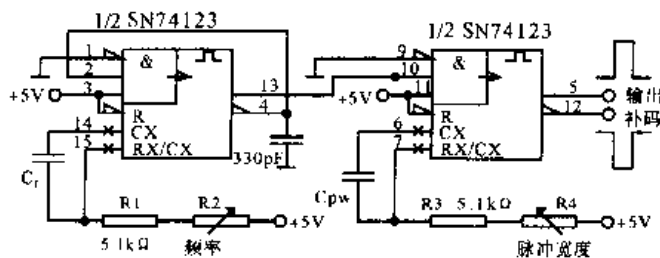 1/2 SN74123
1/2 SN74123
1
2
3
+5V
&
R
14
CX
15
RX/CX
13
4
330pF
Cr
R1
5.1kΩ
R2
频率
+5V
9
10
11
+5V
&
R
6
CX
7
RX/CX
5
12
输出
补码
Cpw
R3
5.1kΩ
R4
脉冲宽度
+5V